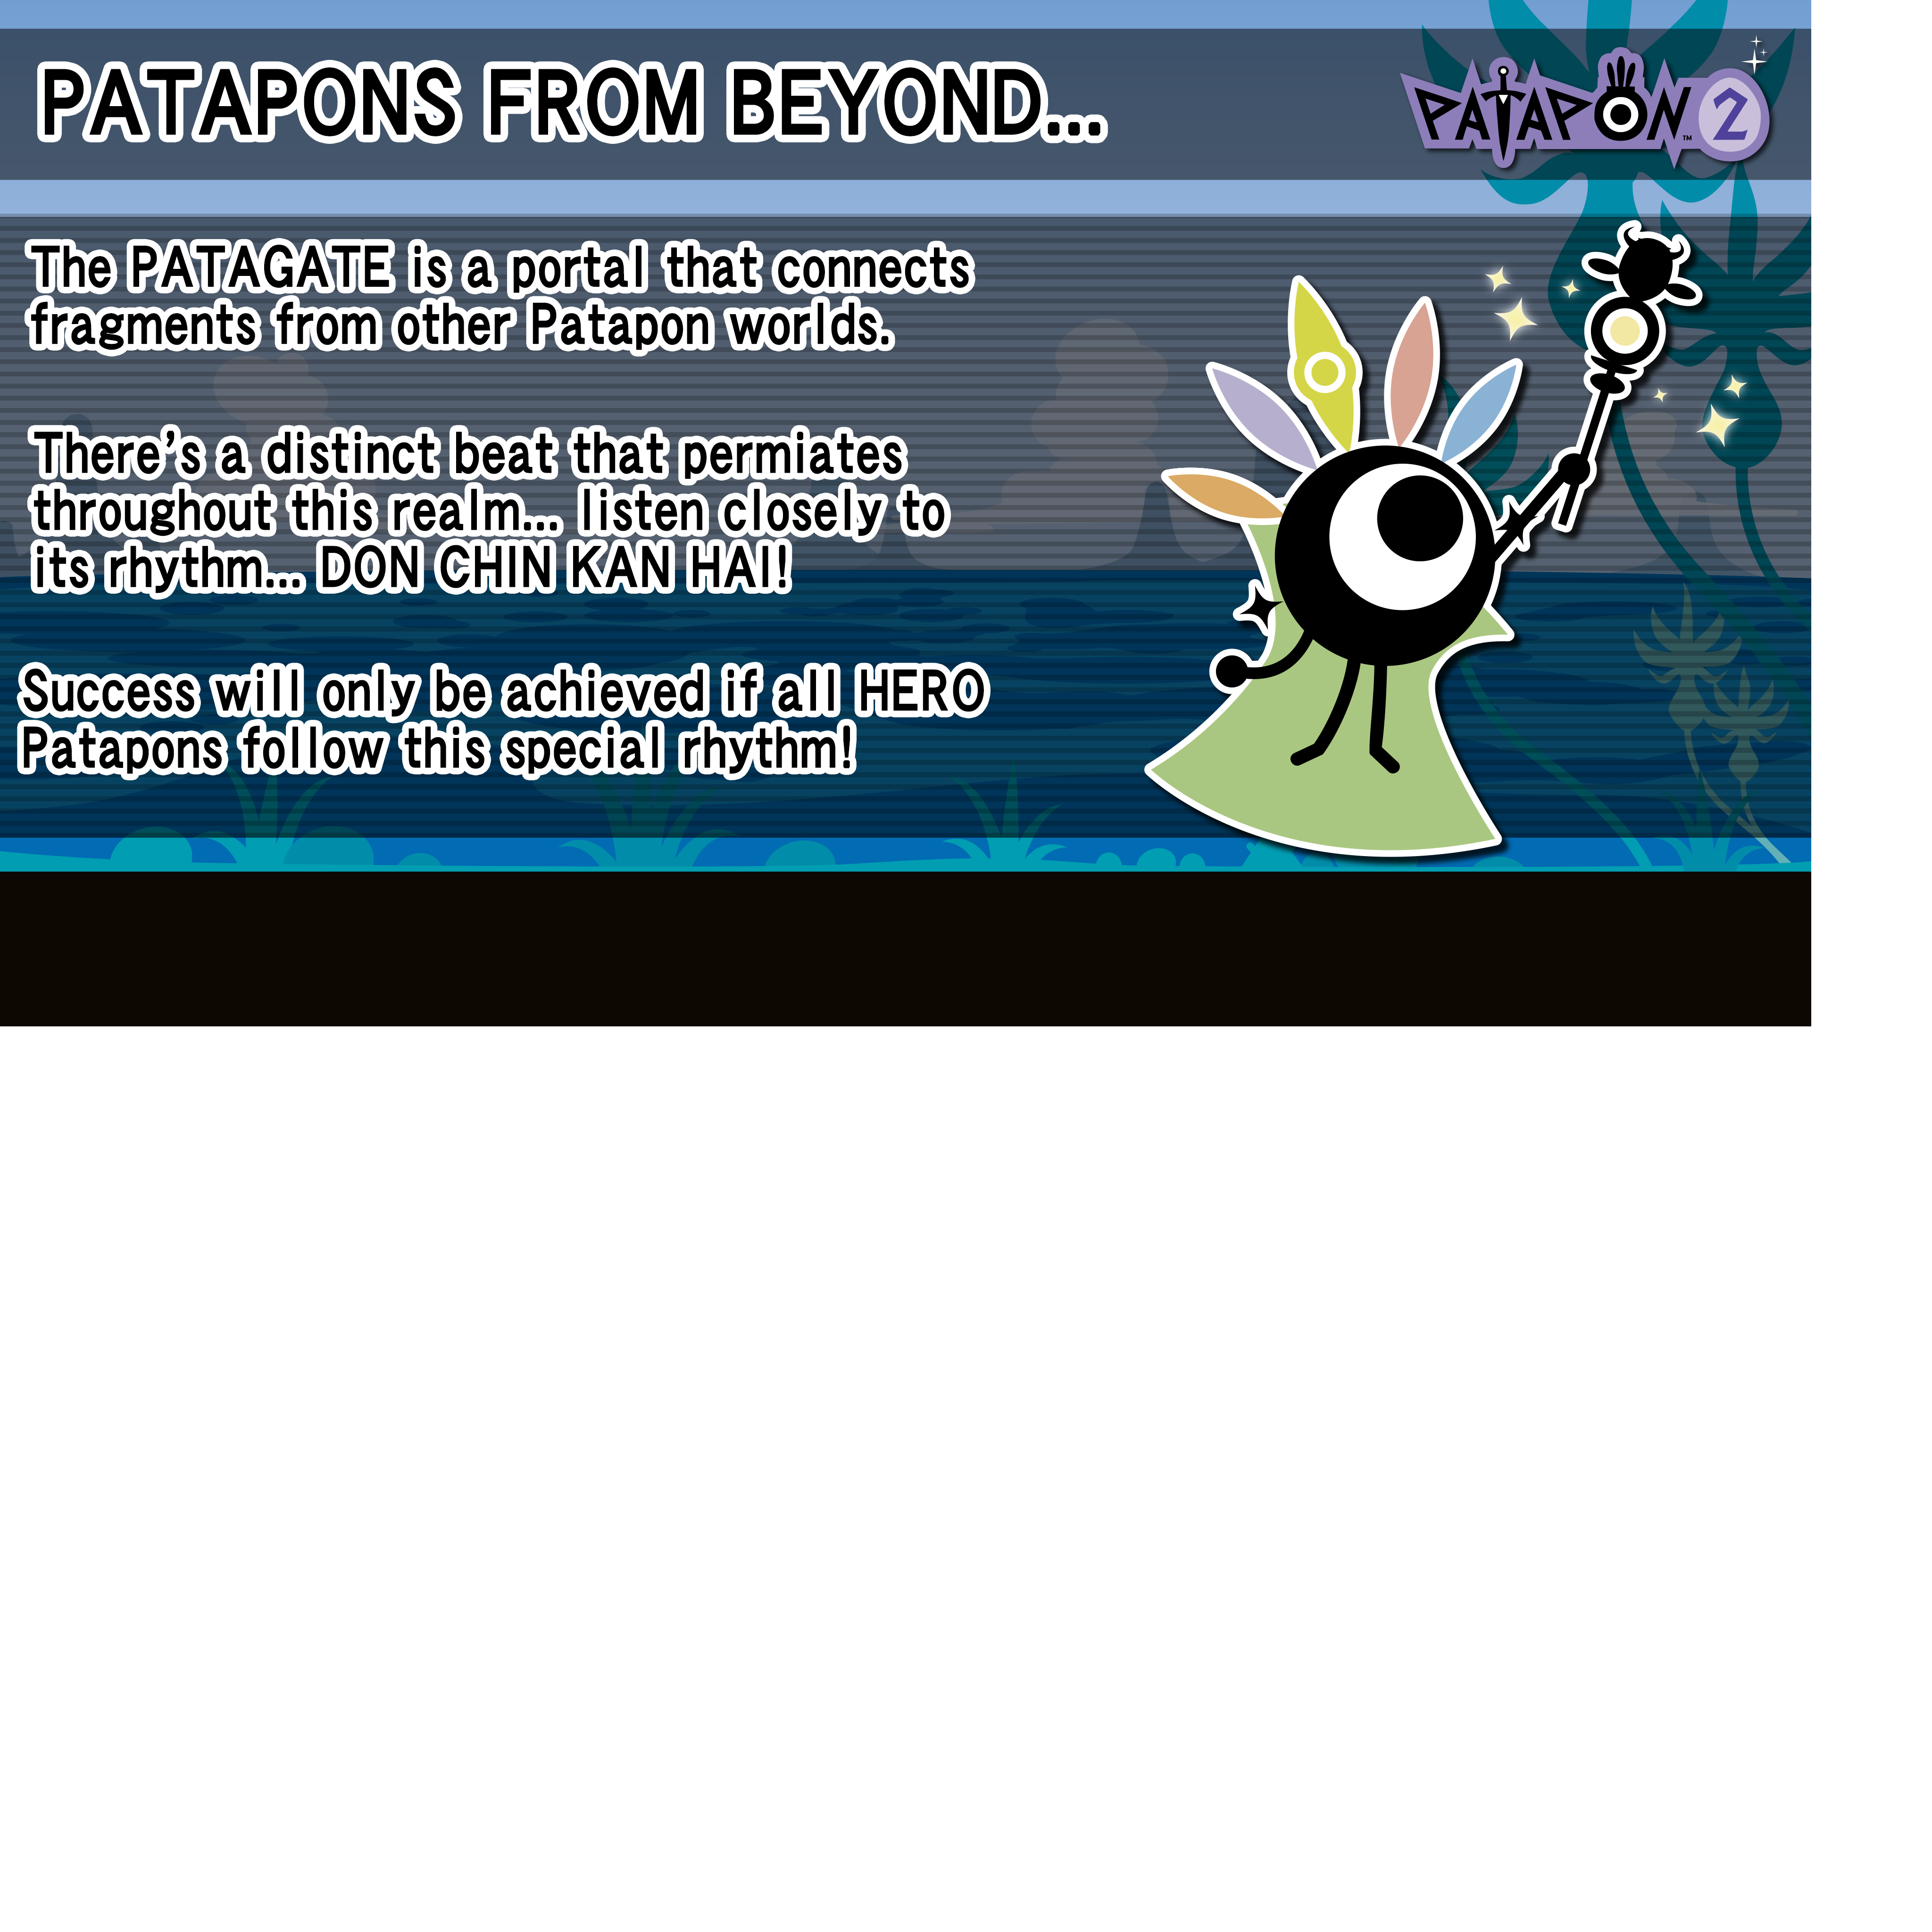 PATAPONS FROM BEYOND...
PATAPON™ 2
The PATAGATE is a portal that connects
fragments from other Patapon worlds.
There's a distinct beat that permiates
throughout this realm... listen closely to
its rhythm... DON CHIN KAN HAI!
Success will only be achieved if all HERO
Patapons follow this special rhythm!